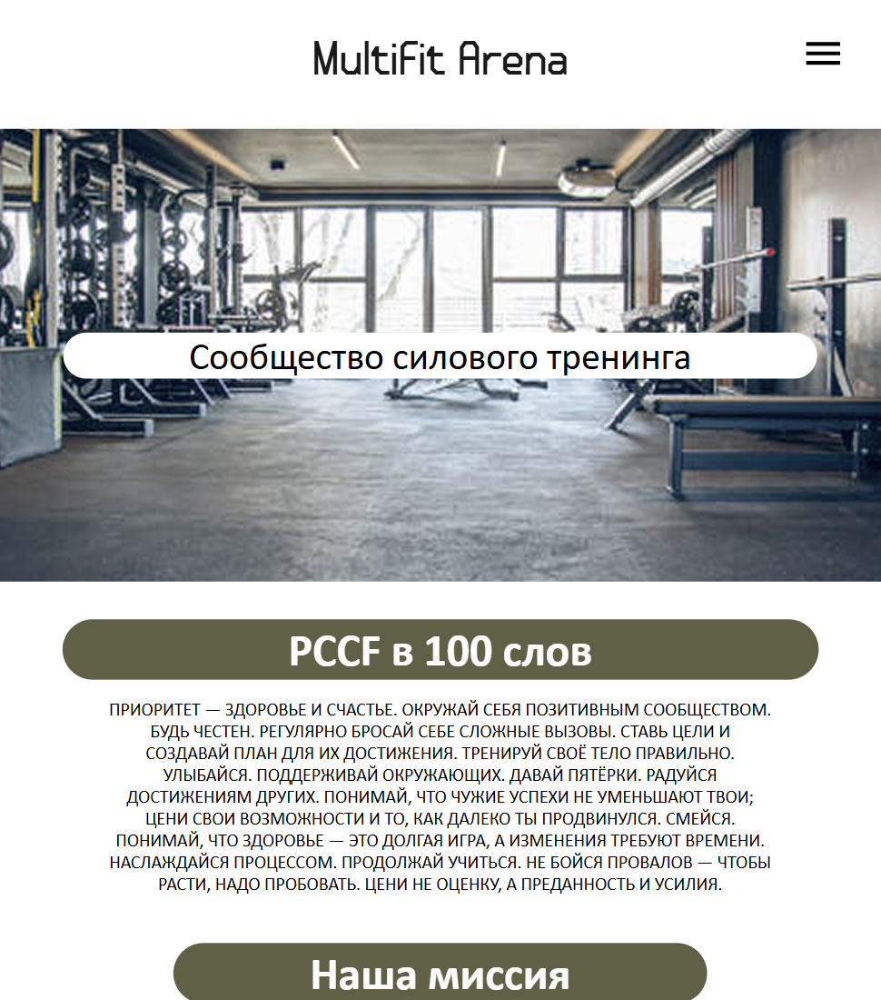 MultiFit Arena
Сообщество силового тренинга
PCCF в 100 слов
ПРИОРИТЕТ — ЗДОРОВЬЕ И СЧАСТЬЕ. ОКРУЖАЙ СЕБЯ ПОЗИТИВНЫМ СООБЩЕСТВОМ.
БУДЬ ЧЕСТЕН. РЕГУЛЯРНО БРОСАЙ СЕБЕ СЛОЖНЫЕ ВЫЗОВЫ. СТАВЬ ЦЕЛИ И
СОЗДАВАЙ ПЛАН ДЛЯ ИХ ДОСТИЖЕНИЯ. ТРЕНИРУЙ СВОЁ ТЕЛО ПРАВИЛЬНО.
УЛЫБАЙСЯ. ПОДДЕРЖИВАЙ ОКРУЖАЮЩИХ. ДАВАЙ ПЯТЁРКИ. РАДУЙСЯ
ДОСТИЖЕНИЯМ ДРУГИХ. ПОНИМАЙ, ЧТО ЧУЖИЕ УСПЕХИ НЕ УМЕНЬШАЮТ ТВОИ;
ЦЕНИ СВОИ ВОЗМОЖНОСТИ И ТО, КАК ДАЛЕКО ТЫ ПРОДВИНУЛСЯ. СМЕЙСЯ.
ПОНИМАЙ, ЧТО ЗДОРОВЬЕ — ЭТО ДОЛГАЯ ИГРА, А ИЗМЕНЕНИЯ ТРЕБУЮТ ВРЕМЕНИ.
НАСЛАЖДАЙСЯ ПРОЦЕССОМ. ПРОДОЛЖАЙ УЧИТЬСЯ. НЕ БОЙСЯ ПРОВАЛОВ — ЧТОБЫ
РАСТИ, НАДО ПРОБОВАТЬ. ЦЕНИ НЕ ОЦЕНКУ, А ПРЕДАННОСТЬ И УСИЛИЯ.
Наша миссия